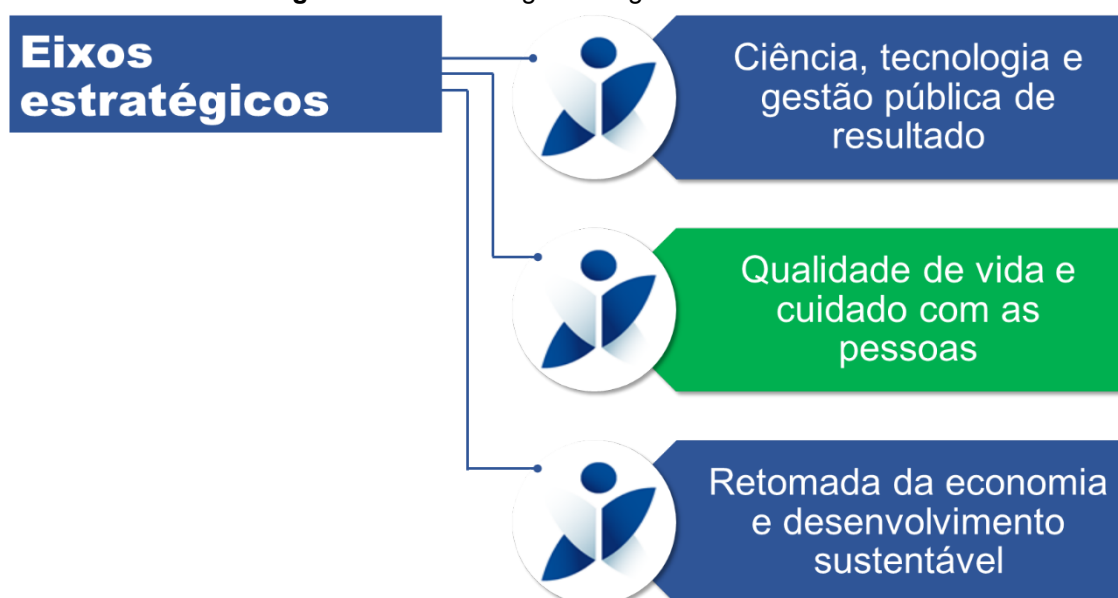 Eixos
estratégicos
Ciência, tecnologia e
gestão pública de
resultado
Qualidade de vida e
cuidado com as
pessoas
Retomada da economia
e desenvolvimento
sustentável